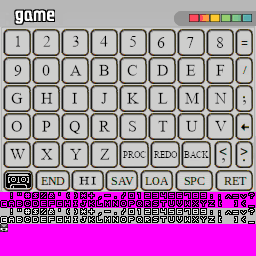 game
1 2 3 4 5 6 7 8 =
9 0 A B C D E F /
G H I J K L M N ;
O P Q R S T U V ←
W X Y Z PROC REDO BACK < >
END HI SAV LOA SPC RET